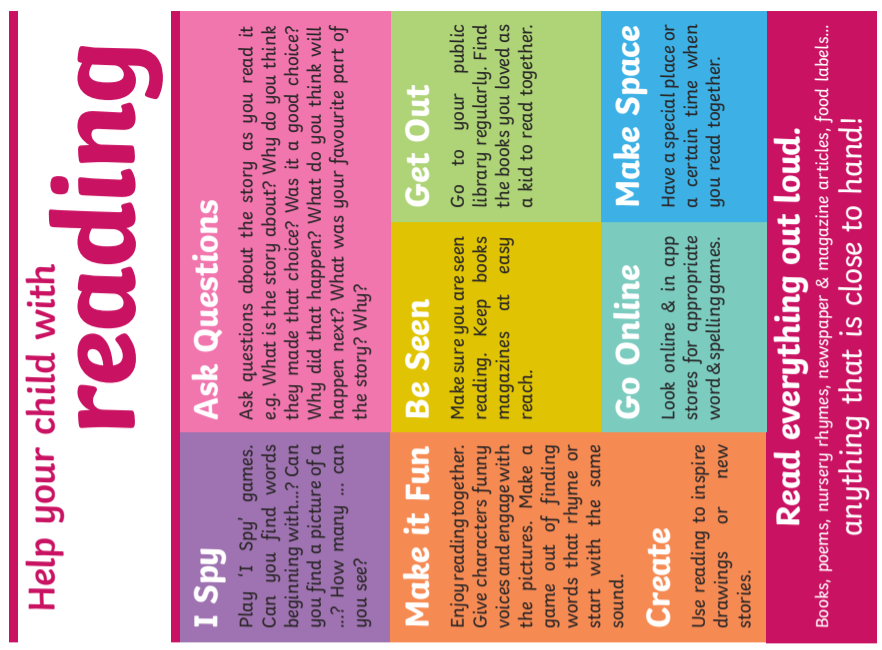 Help your child with
reading
I Spy
Play 'I Spy' games.
Can you find words
beginning with...? Can
you find a picture of a
...? How many ... can
you see?
Ask Questions
Ask questions about the story as you read it
e.g. What is the story about? Why do you think
they made that choice? Was it a good choice?
Why did that happen? What do you think will
happen next? What was your favourite part of
the story? Why?
Make it Fun
Enjoy reading together.
Give characters funny
voices and engage with
the pictures. Make a
game out of finding
words that rhyme or
start with the same
sound.
Be Seen
Make sure you are seen
reading. Keep books
magazines at easy
reach.
Get Out
Go to your public
library regularly. Find
the books you loved as
a kid to read together.
Create
Use reading to inspire
drawings or new
stories.
Go Online
Look online & in app
stores for appropriate
word & spelling games.
Make Space
Have a special place or
a certain time when
you read together.
Read everything out loud.
Books, poems, nursery rhymes, newspaper & magazine articles, food labels...
anything that is close to hand!